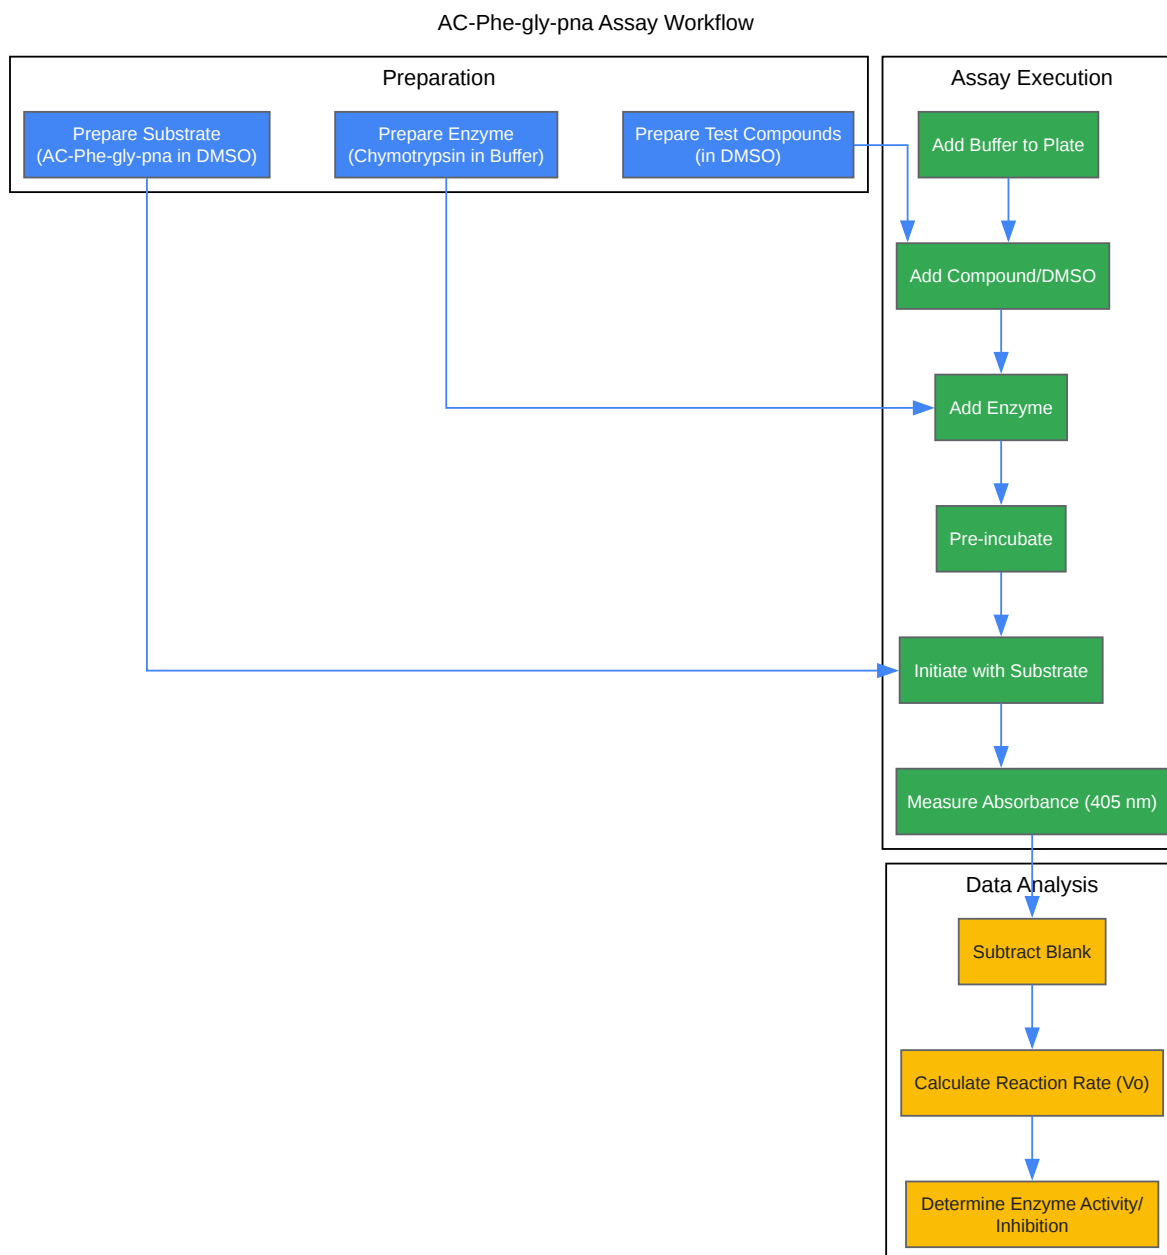 AC-Phe-gly-pna Assay Workflow
Preparation
Prepare Substrate
(AC-Phe-gly-pna in DMSO)
Prepare Enzyme
(Chymotrypsin in Buffer)
Prepare Test Compounds
(in DMSO)
Assay Execution
Add Buffer to Plate
Add Compound/DMSO
Add Enzyme
Pre-incubate
Initiate with Substrate
Measure Absorbance (405 nm)
Data Analysis
Subtract Blank
Calculate Reaction Rate (Vo)
Determine Enzyme Activity/
Inhibition